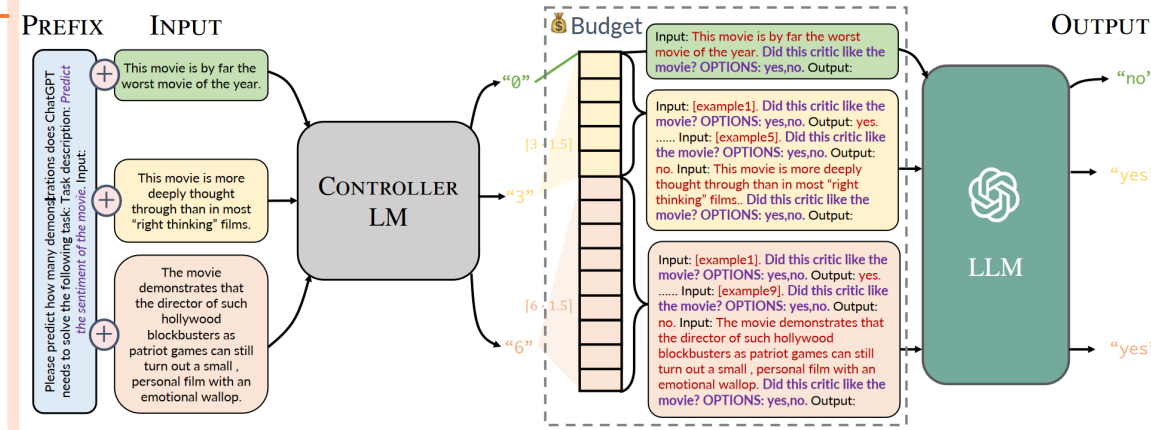 PREFIX
INPUT
Please predict how many demonstrations does ChatGPT
needs to solve the following task: Task description: Predict
the sentiment of the movie. Input:
This movie is by far the
worst movie of the year.
This movie is more
deeply thought
through than in most
“right thinking” films.
The movie
demonstrates that
the director of such
hollywood
blockbusters as
patriot games can still
turn out a small ,
personal film with an
emotional wallop.
CONTROLLER
LM
“0”
“3”
“6”
Budget
⌈3 · 1.5⌉
⌈6 · 1.5⌉
Input: This movie is by far the worst
movie of the year. Did this critic like the
movie? OPTIONS: yes,no. Output:
Input: [example1]. Did this critic like the
movie? OPTIONS: yes,no. Output: yes.
...... Input: [example5]. Did this critic like
the movie? OPTIONS: yes,no. Output:
no. Input: This movie is more deeply
thought through than in most “right
thinking” films.. Did this critic like the
movie? OPTIONS: yes,no. Output:
Input: [example1]. Did this critic like the
movie? OPTIONS: yes,no. Output: yes.
...... Input: [example9]. Did this critic like
the movie? OPTIONS: yes,no. Output:
no. Input: The movie demonstrates that
the director of such hollywood
blockbusters as patriot games can still
turn out a small , personal film with an
emotional wallop. Did this critic like the
movie? OPTIONS: yes,no. Output:
LLM
OUTPUT
“no”
“yes”
“yes”